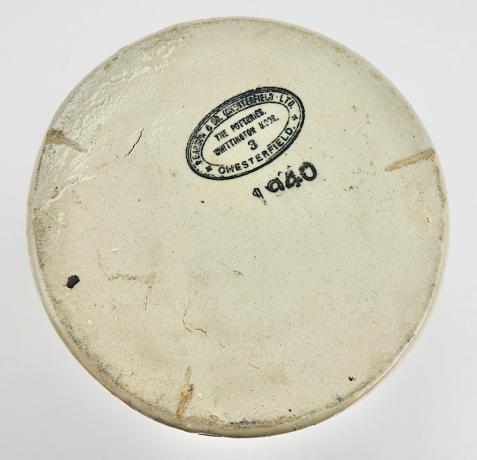 PEARSON & CO. (CHESTERFIELD) LTD.
THE POTTERIES,
WHITTINGTON MOOR,
3
CHESTERFIELD
1940